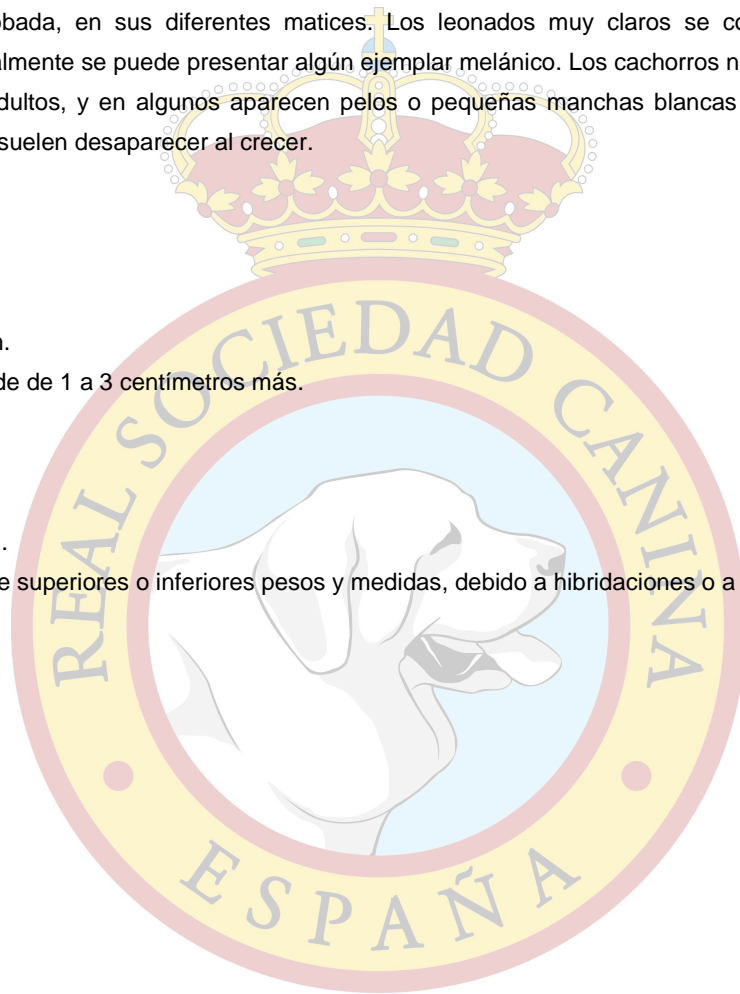 obada, en sus diferentes matices. Los leonados muy claros se co
almente se puede presentar algún ejemplar melánico. Los cachorros n
dultos, y en algunos aparecen pelos o pequeñas manchas blancas
suelen desaparecer al crecer.
de de 1 a 3 centímetros más.
e superiores o inferiores pesos y medidas, debido a hibridaciones o a
REAL SOCIEDAD CANINA
ESPAÑA